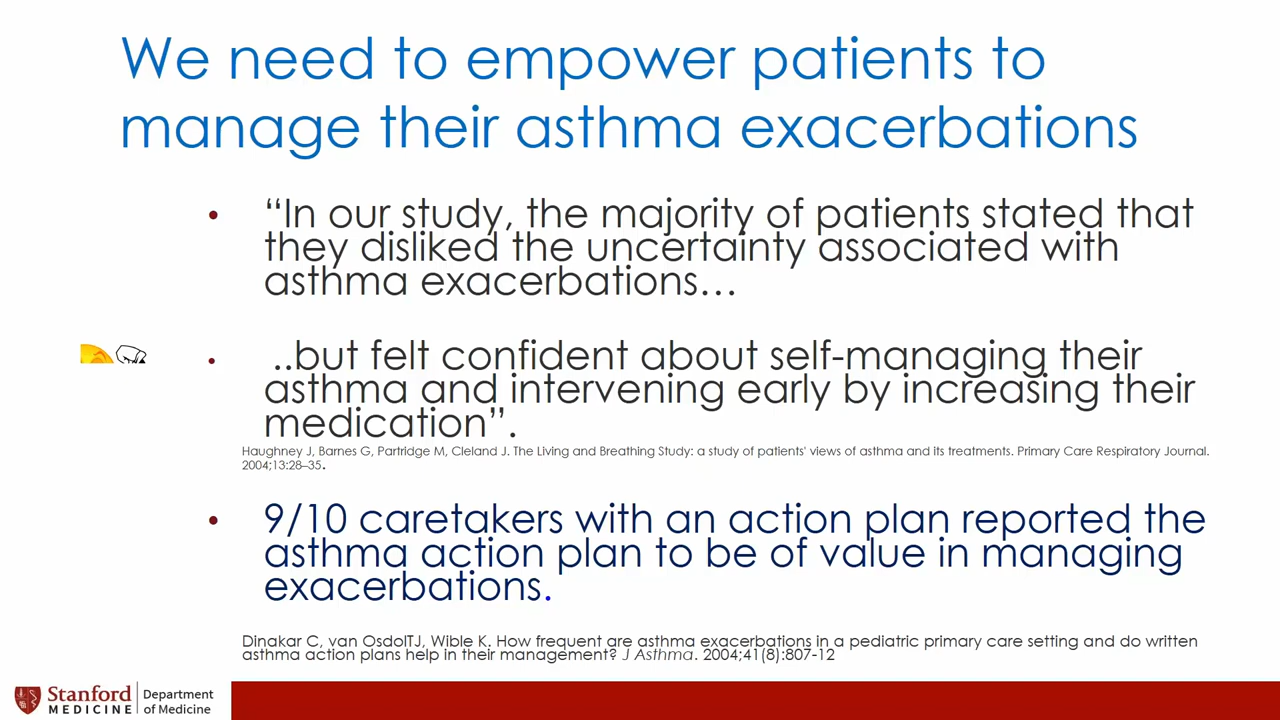 We need to empower patients to
manage their asthma exacerbations
• “In our study, the majority of patients stated that
they disliked the uncertainty associated with
asthma exacerbations…
• ..but felt confident about self-managing their
asthma and intervening early by increasing their
medication”.
Haughney J, Barnes G, Partridge M, Cleland J. The Living and Breathing Study: a study of patients' views of asthma and its treatments. Primary Care Respiratory Journal.
2004;13:28–35.
• 9/10 caretakers with an action plan reported the
asthma action plan to be of value in managing
exacerbations.
Dinakar C, van OsdolTJ, Wible K. How frequent are asthma exacerbations in a pediatric primary care setting and do written
asthma action plans help in their management? J Asthma. 2004;41(8):807-12
Stanford
MEDICINE
Department
of Medicine